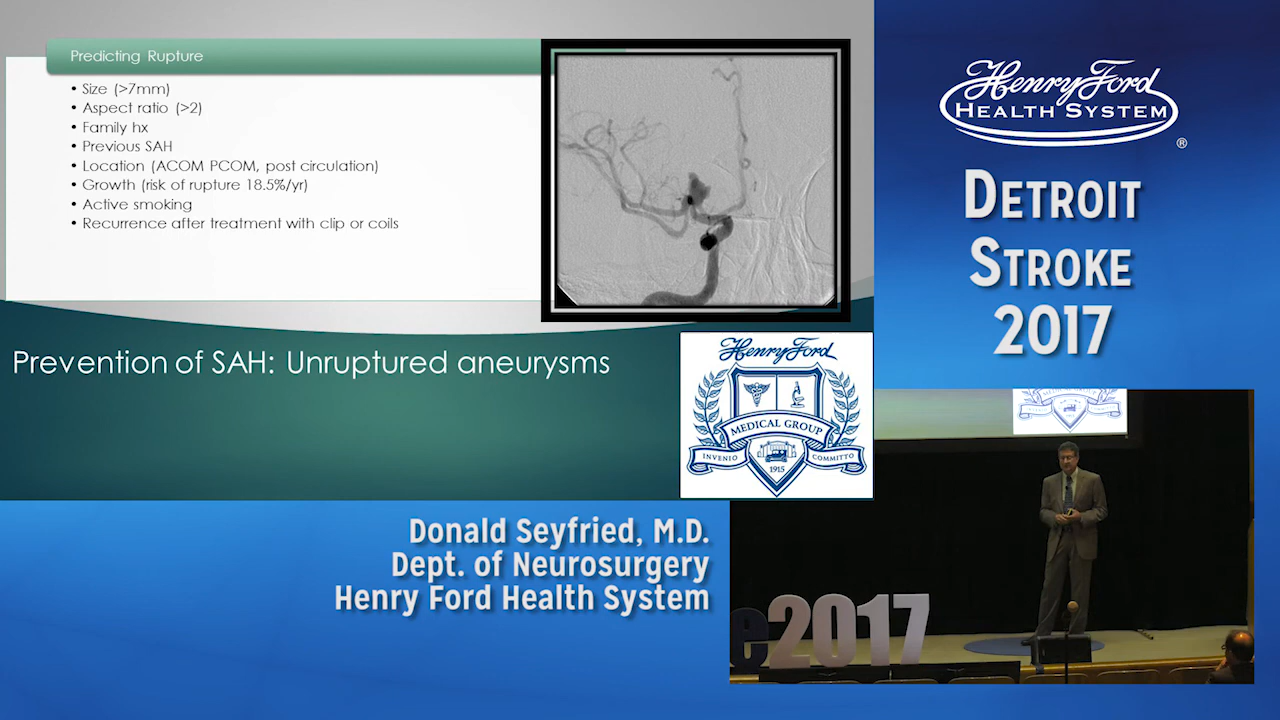 Predicting Rupture
• Size (>7mm)
• Aspect ratio (>2)
• Family hx
• Previous SAH
• Location (ACOM PCOM, post circulation)
• Growth (risk of rupture 18.5%/yr)
• Active smoking
• Recurrence after treatment with clip or coils
Prevention of SAH: Unruptured aneurysms
Henry Ford
MEDICAL GROUP
INVENIO
COMMITTO
1915
Henry Ford
HEALTH SYSTEM
®
DETROIT
STROKE
2017
Donald Seyfried, M.D.
Dept. of Neurosurgery
Henry Ford Health System
e2017